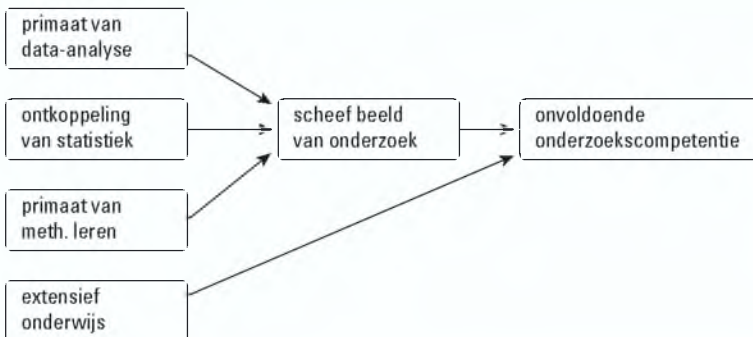 primaat van
data-analyse
ontkoppeling
van statistiek
primaat van
meth. leren
extensief
onderwijs
scheef beeld
van onderzoek
onvoldoende
onderzoekscompetentie